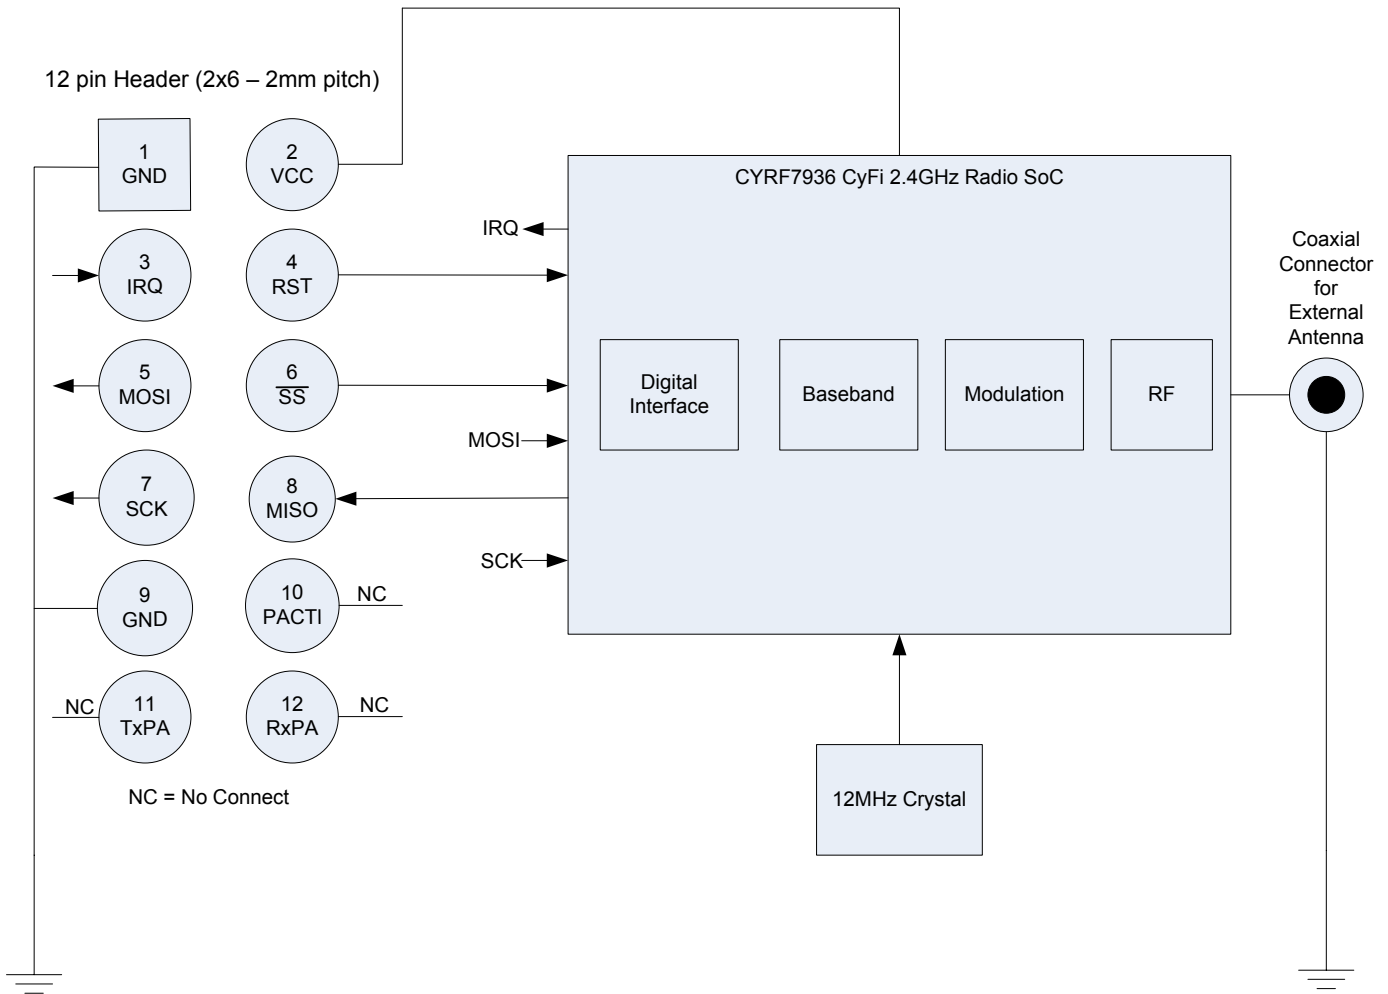 12 pin Header (2x6 – 2mm pitch)
1
GND
2
VCC
3
IRQ
4
RST
5
MOSI
6
SS
7
SCK
8
MISO
9
GND
10
PACTI
NC
NC
11
TxPA
12
RxPA
NC
NC = No Connect
CYRF7936 CyFi 2.4GHz Radio SoC
IRQ
MOSI
SCK
Digital
Interface
Baseband
Modulation
RF
Coaxial
Connector
for
External
Antenna
12MHz Crystal